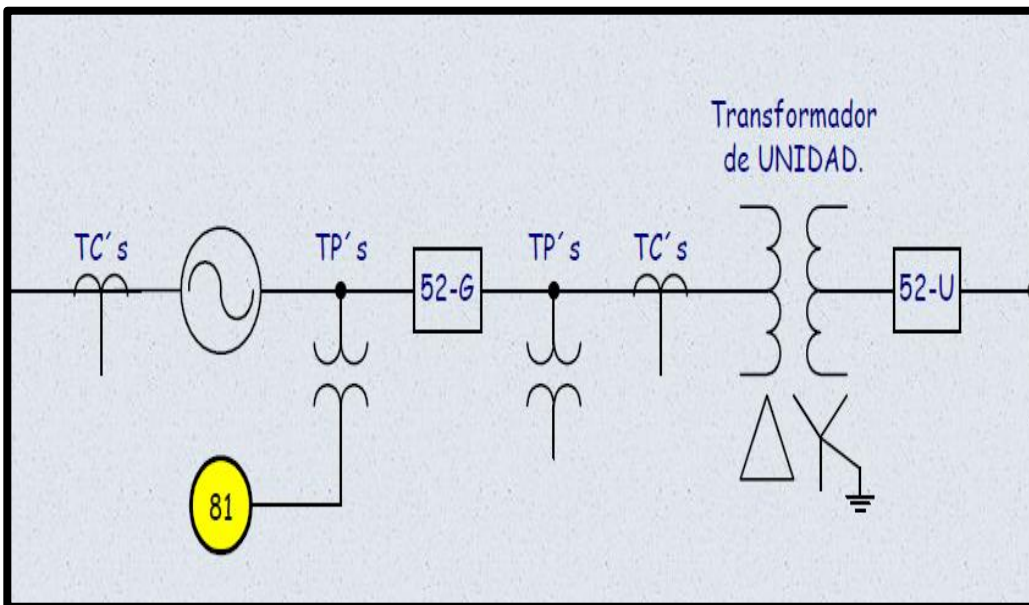 Transformador
de UNIDAD.
TC´s
TP´s
TP´s
TC´s
52-G
52-U
81